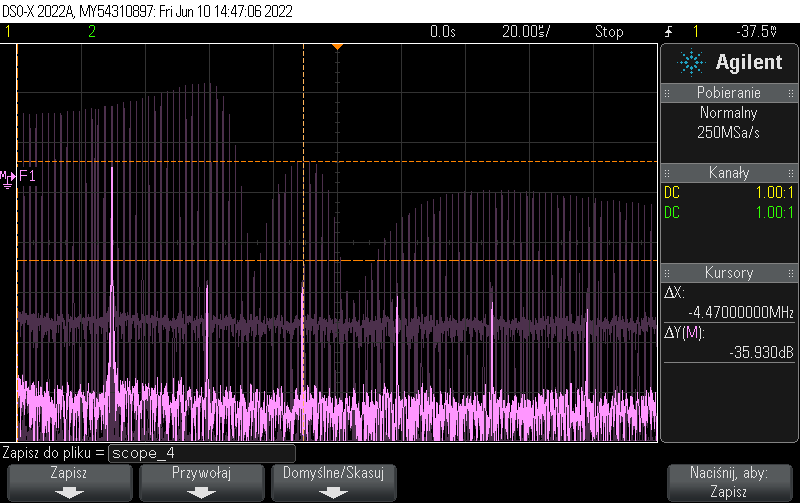 DSO-X 2022A, MY54310897: Fri Jun 10 14:47:06 2022
1 2 0.0s 20.00s/ Stop 1 -37.5V
Agilent
Pobieranie
Normalny
250MSa/s
M F1
Kanały
DC 1.00:1
DC 1.00:1
Kursory
ΔX:
-4.47000000MHz
ΔY(M):
-35.930dB
Zapisz do pliku = scope_4
Zapisz Przywołaj Domyślne/Skasuj Naciśnij, aby:
Zapisz